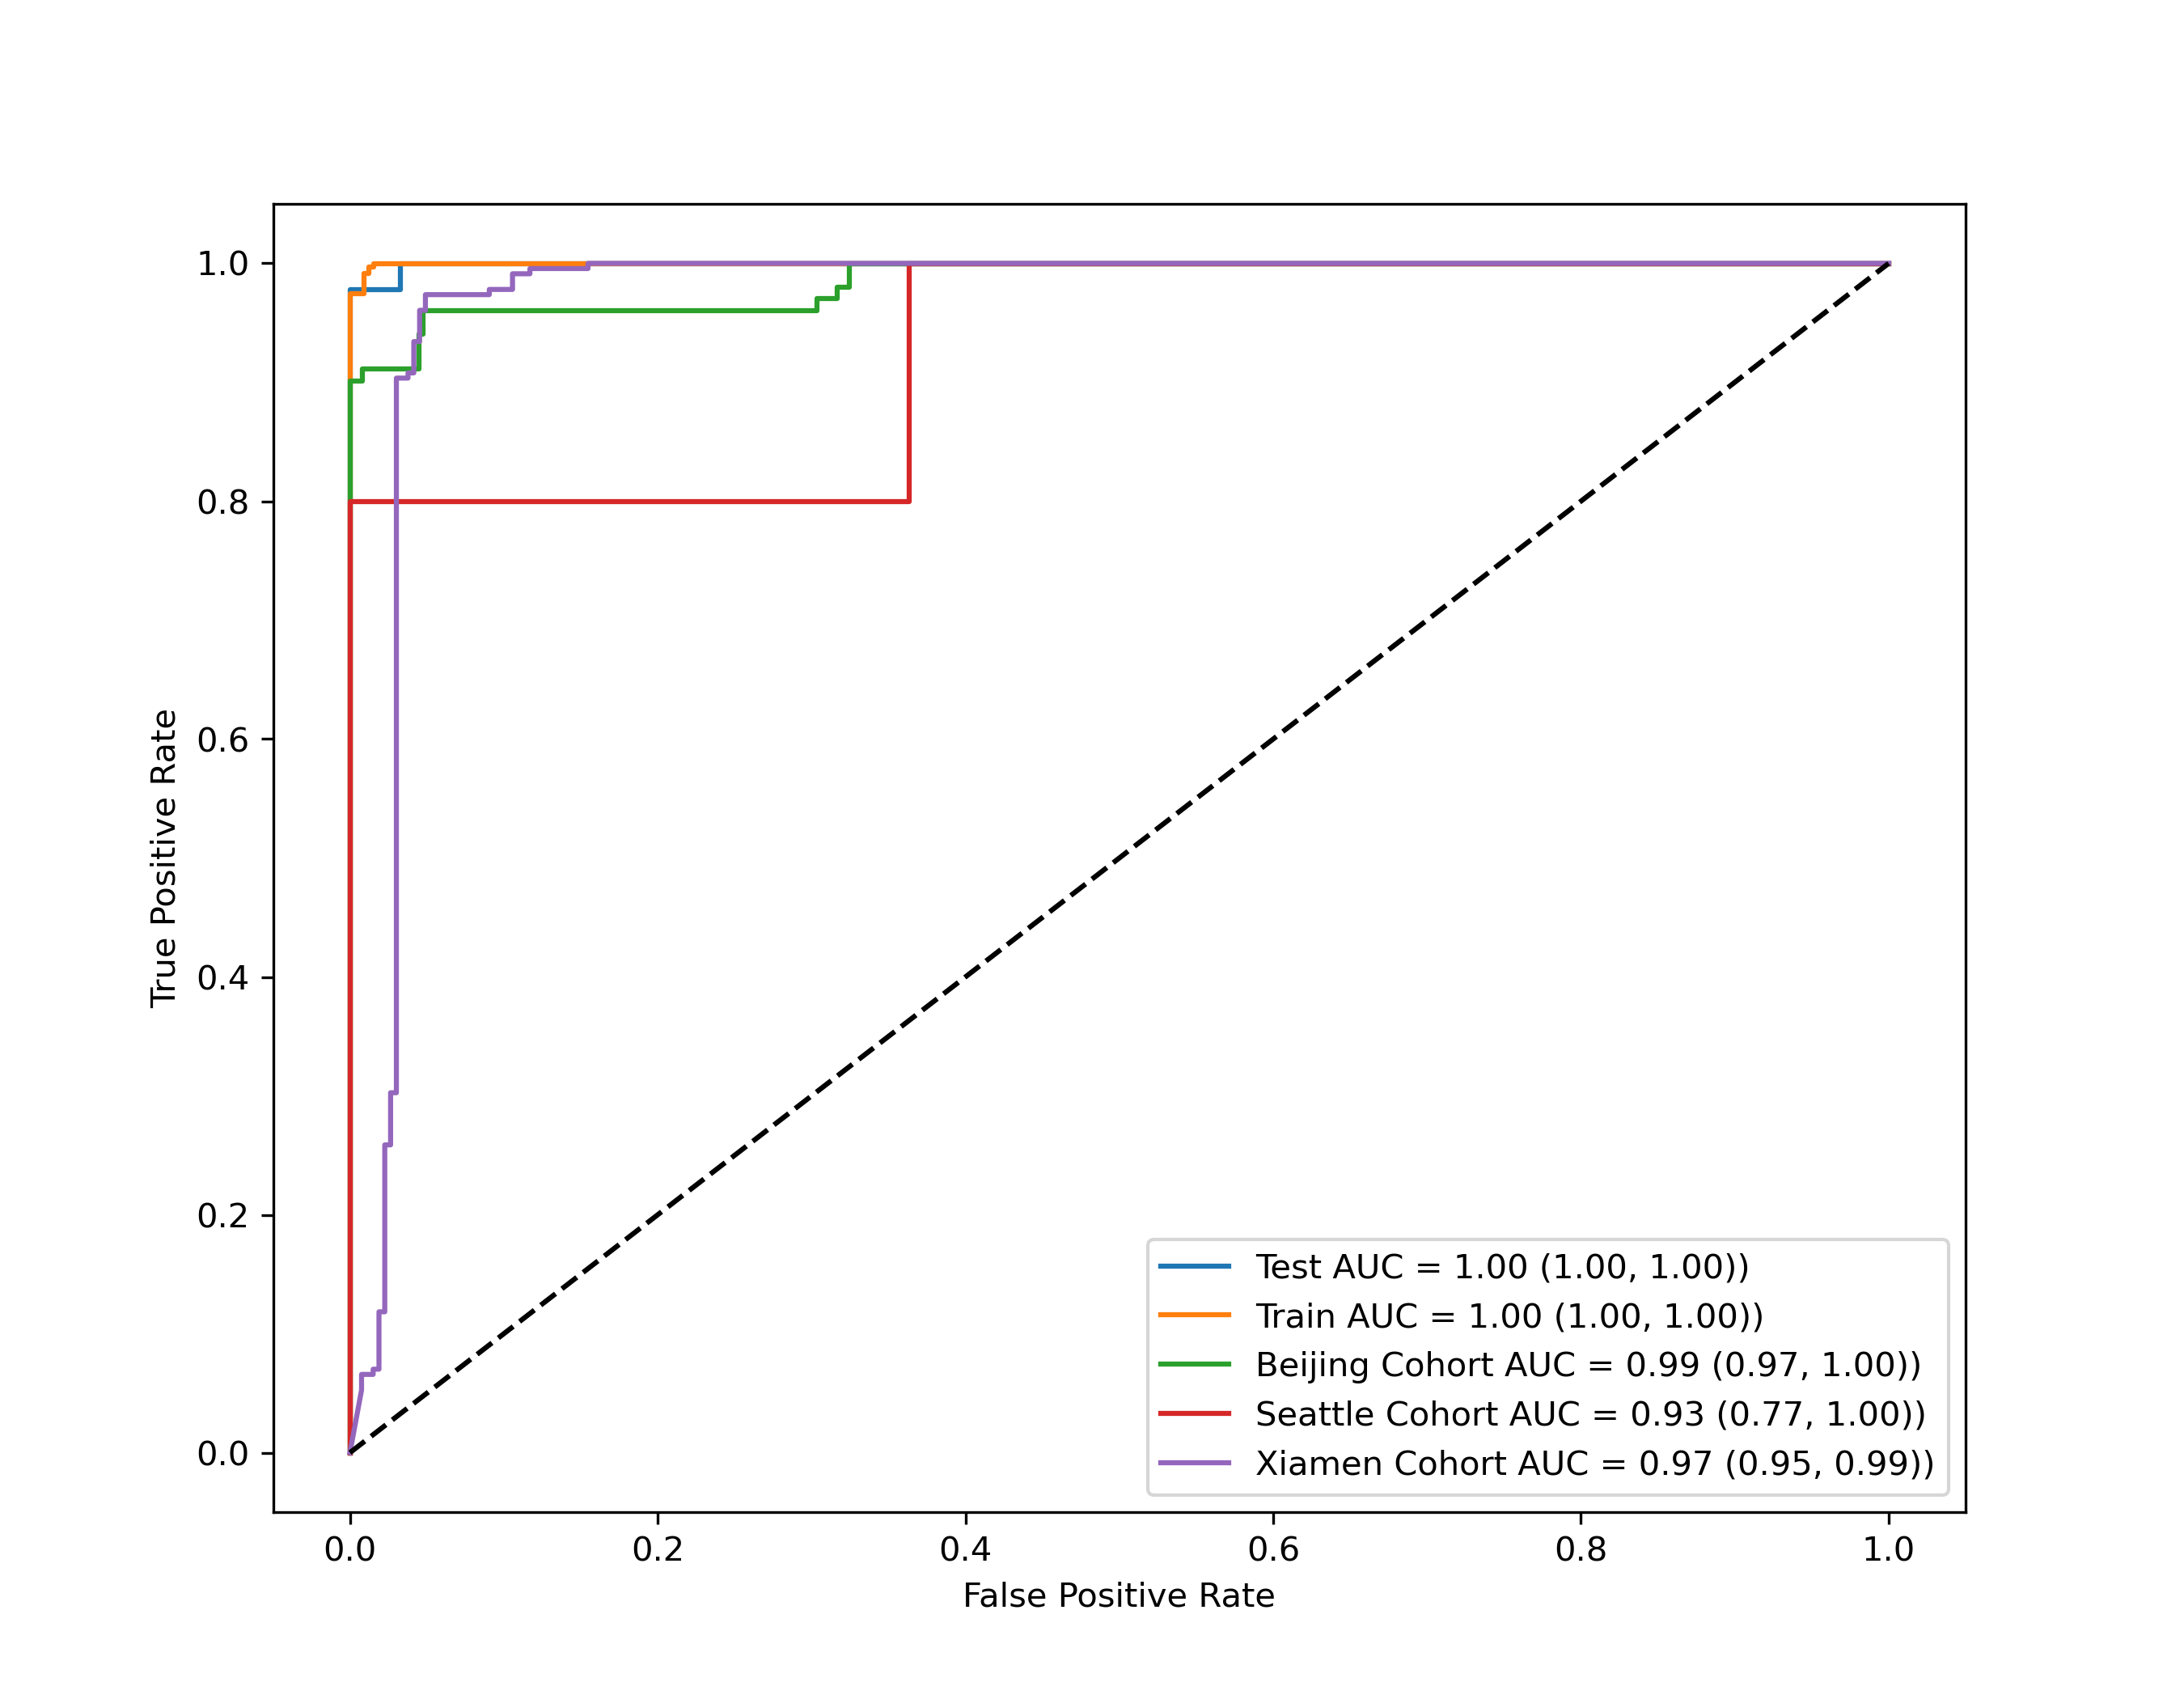 1.0
0.8
0.6
0.4
0.2
0.0
True Positive Rate
0.0 0.2 0.4 0.6 0.8 1.0
False Positive Rate
Test AUC = 1.00 (1.00, 1.00))
Train AUC = 1.00 (1.00, 1.00))
Beijing Cohort AUC = 0.99 (0.97, 1.00))
Seattle Cohort AUC = 0.93 (0.77, 1.00))
Xiamen Cohort AUC = 0.97 (0.95, 0.99))